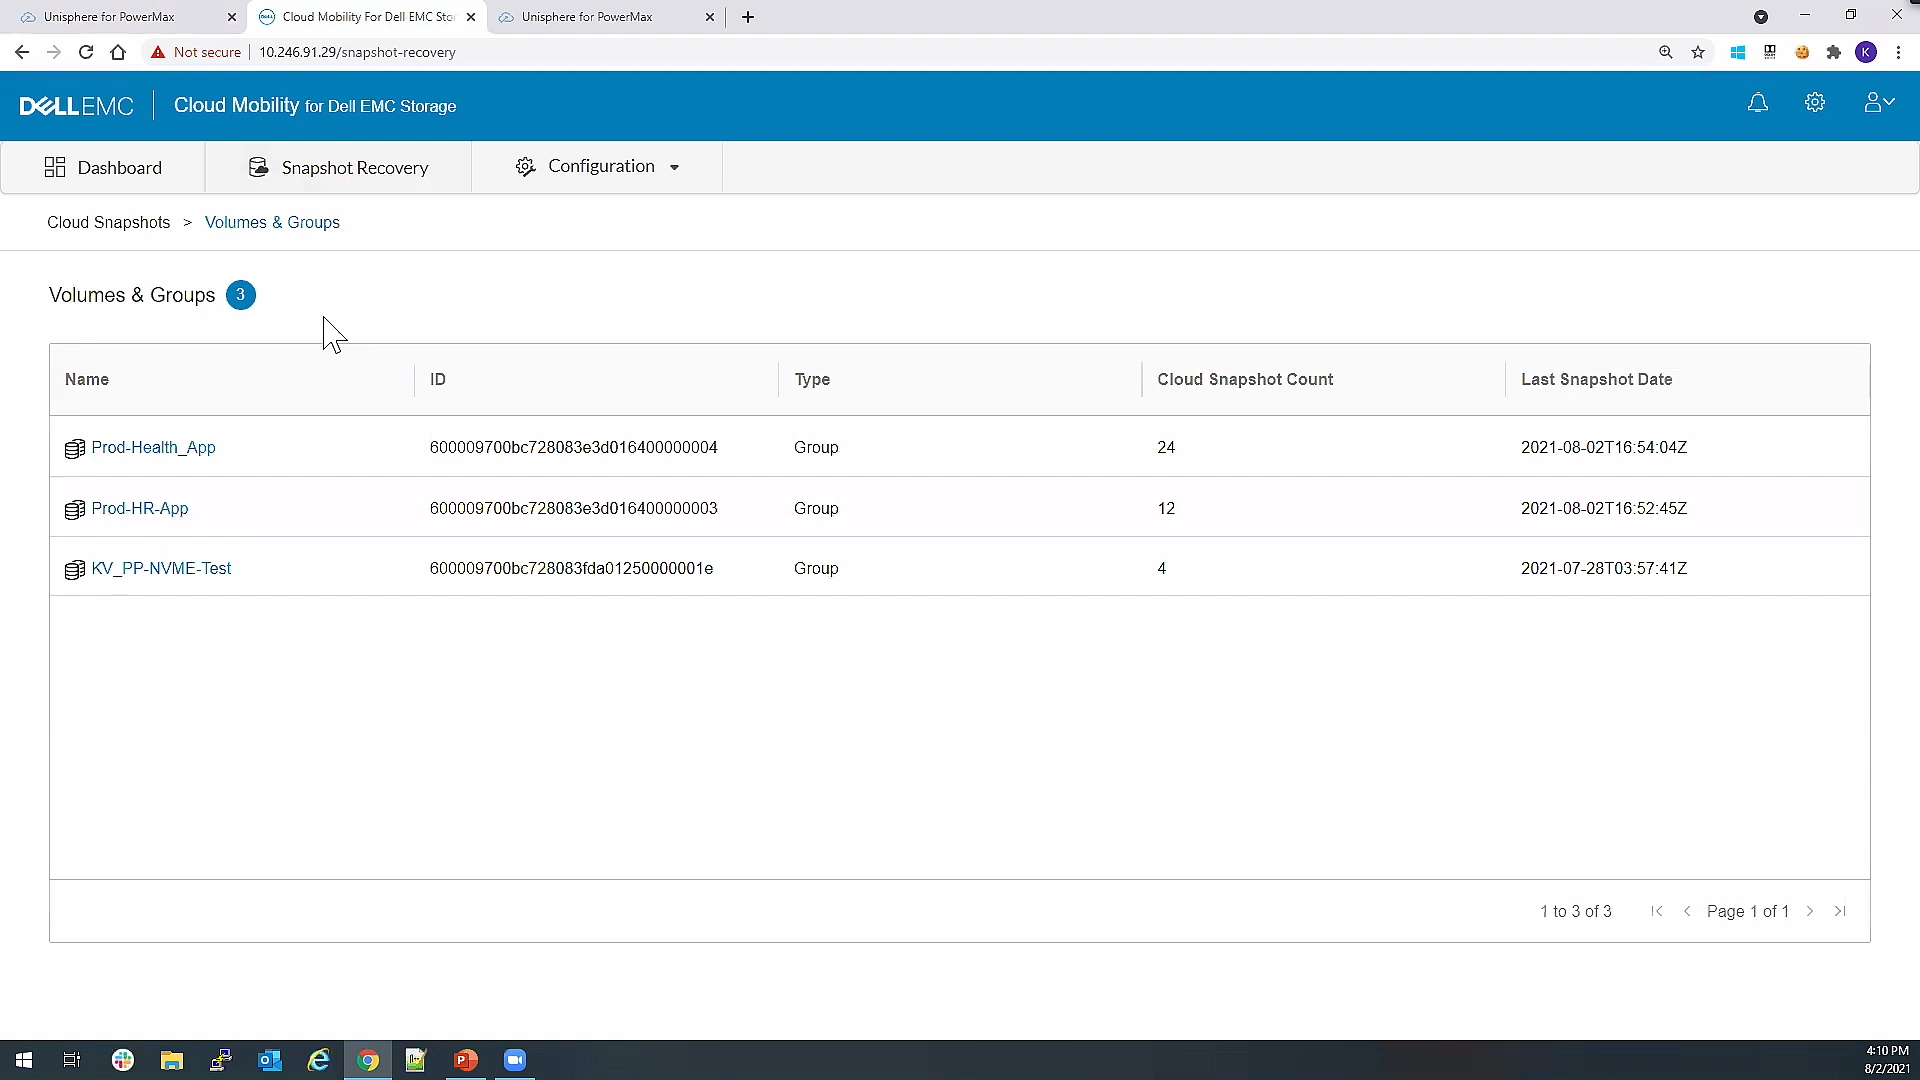 Unisphere for PowerMax
Cloud Mobility For Dell EMC Stor
Unisphere for PowerMax
Not secure
10.246.91.29/snapshot-recovery
K
DELLEMC
Cloud Mobility for Dell EMC Storage
Dashboard
Snapshot Recovery
Configuration
Cloud Snapshots > Volumes & Groups
Volumes & Groups 3
Name ID Type Cloud Snapshot Count Last Snapshot Date
Prod-Health_App 600009700bc728083e3d016400000004 Group 24 2021-08-02T16:54:04Z
Prod-HR-App 600009700bc728083e3d016400000003 Group 12 2021-08-02T16:52:45Z
KV_PP-NVME-Test 600009700bc728083fda01250000001e Group 4 2021-07-28T03:57:41Z
1 to 3 of 3 Page 1 of 1
4:10 PM
8/2/2021